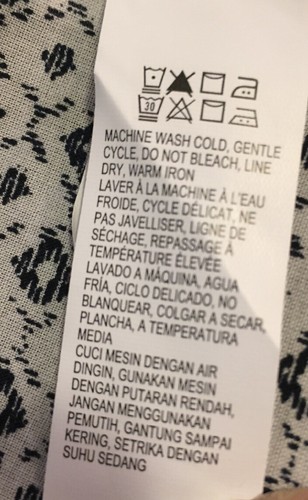 30
MACHINE WASH COLD, GENTLE
CYCLE, DO NOT BLEACH, LINE
DRY, WARM IRON
LAVER À LA MACHINE À L'EAU
FROIDE, CYCLE DÉLICAT, NE
PAS JAVELLISER, LIGNE DE
SÉCHAGE, REPASSAGE À
TEMPÉRATURE ÉLEVÉE
LAVADO A MÁQUINA, AGUA
FRÍA, CICLO DELICADO, NO
BLANQUEAR, COLGAR A SECAR,
PLANCHA, A TEMPERATURA
MEDIA
CUCI MESIN DENGAN AIR
DINGIN, GUNAKAN MESIN
DENGAN PUTARAN RENDAH,
JANGAN MENGGUNAKAN
PEMUTIH, GANTUNG SAMPAI
KERING, SETRIKA DENGAN
SUHU SEDANG